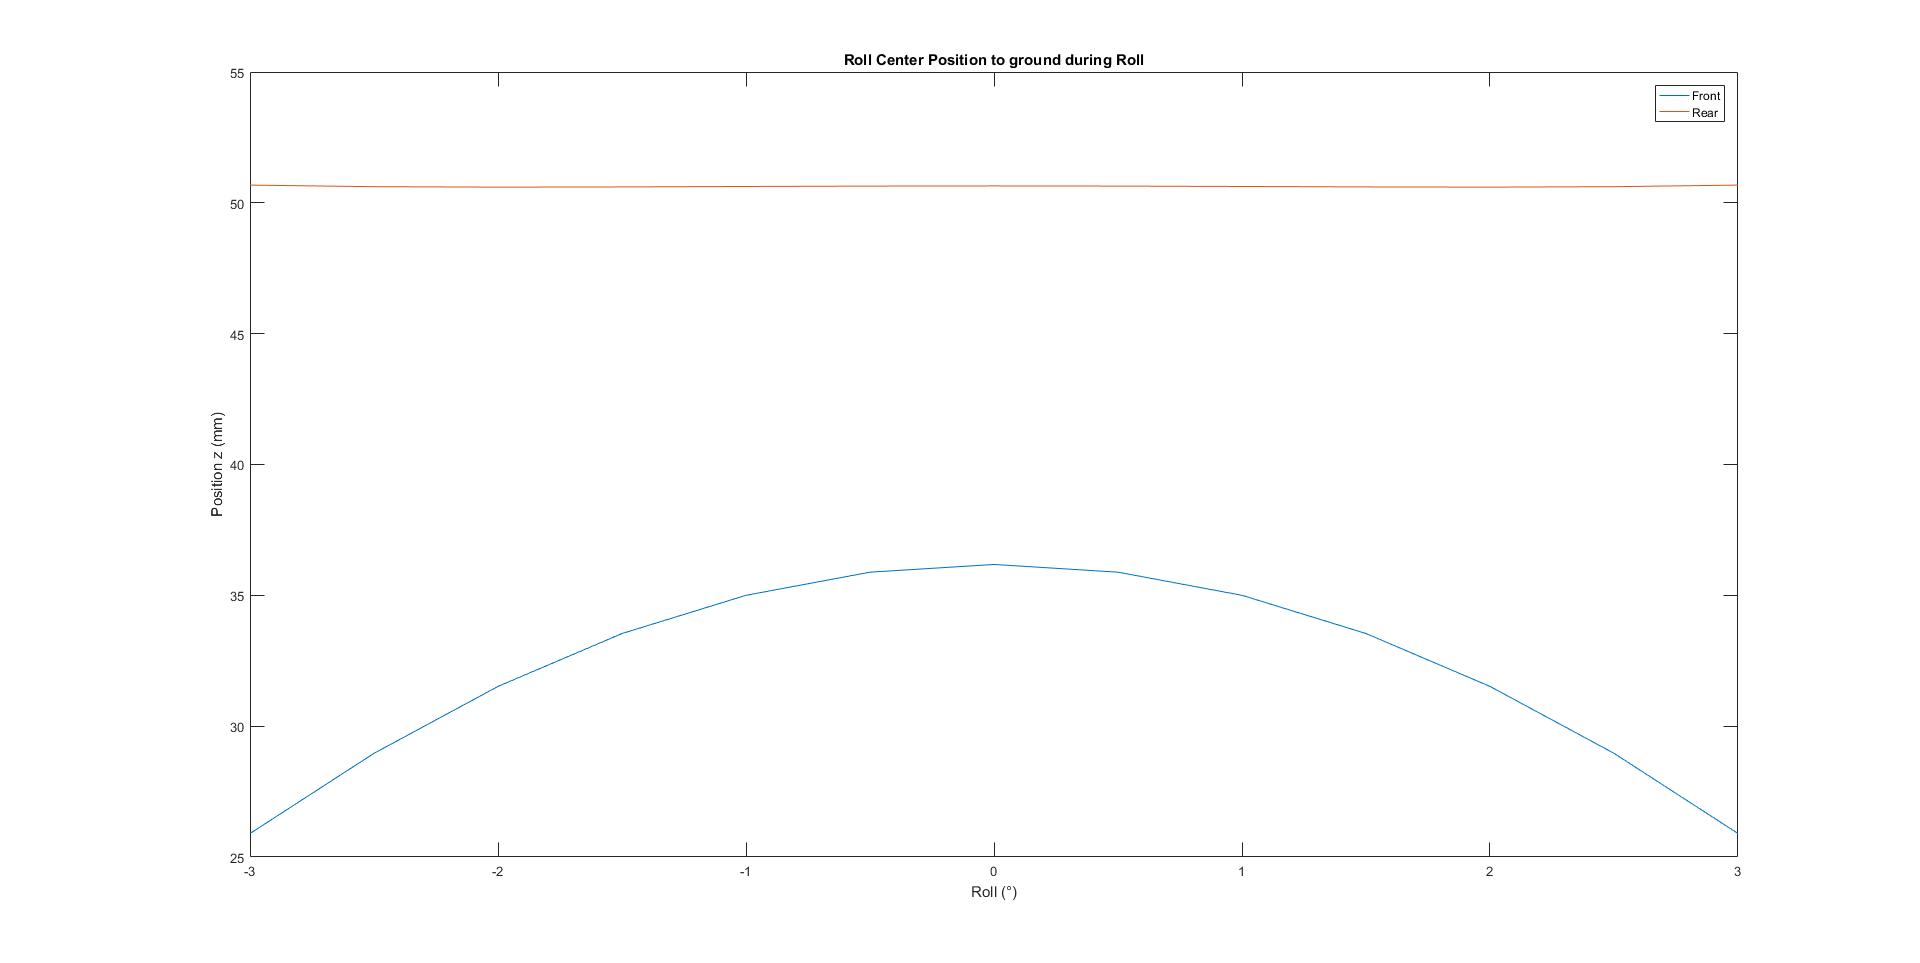 Roll Center Position to ground during Roll
55
50
45
40
35
30
25
Position z (mm)
Front
Rear
-3 -2 -1 0 1 2 3
Roll (°)